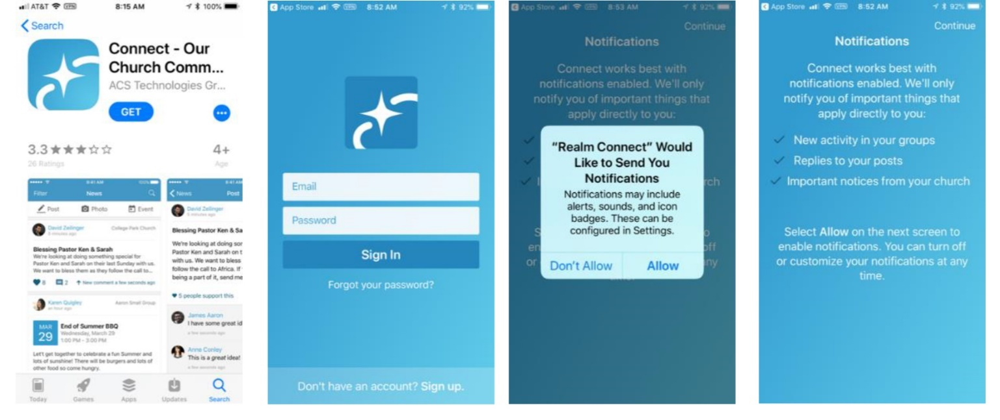 AT&T VPN 8:15 AM 100%
Search
Connect - Our
Church Comm...
ACS Technologies Gr...
GET
3.3 4+
26 Ratings Age
9:41 AM 100%
Filter News
Post Photo Event
David Zeilinger College Park Church
5 minutes ago
Blessing Pastor Ken & Sarah
We're looking at doing something special for
Pastor Ken and Sarah on their last Sunday with us.
We want to bless them as they follow the call to...
8 2 New comment a few seconds ago
Karen Quigley Aaron Small Group
an hour ago
MAR
29
End of Summer BBQ
Wednesday, March 29
1:00 PM - 3:00 PM
Let't get together to celebrate a fun Summer and
lots of sunshine! There will be burgers and lots of
other food so come hungry.
9:41 AM
News Post
David Zeilinger
5 minutes ago
Blessing Pastor Ken & Sa
We're looking at doing sor
Pastor Ken and Sarah on t
with us. We want to bless
follow the call to Africa. If
being a part of it, send me
5 people support this
James Aaron
I have some great id
a few seconds ago
Anne Conley
This is a great idea!
a few seconds ago
Today Games Apps Updates Search
App Store VPN 8:52 AM 92%
Email
Password
Sign In
Forgot your password?
Don't have an account? Sign up.
App Store VPN 8:53 AM 92%
Continue
Notifications
Connect works best with
notifications enabled. We'll only
notify you of important things that
apply directly to you:
"Realm Connect" Would
Like to Send You
Notifications
Notifications may include
alerts, sounds, and icon
badges. These can be
configured in Settings.
Don't Allow Allow
App Store VPN 8:52 AM 92%
Continue
Notifications
Connect works best with
notifications enabled. We'll only
notify you of important things that
apply directly to you:
New activity in your groups
Replies to your posts
Important notices from your church
Select Allow on the next screen to
enable notifications. You can turn off
or customize your notifications at any
time.